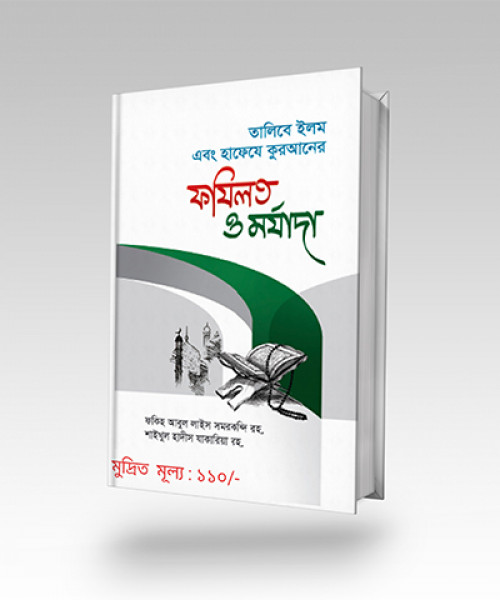 তালিবে ইলম
এবং হাফেযে কুরআনের
ফযিলত
ও মর্যাদা
ফকিহ আবুল লাইস সমরকন্দি রহ.
শাইখুল হাদীস যাকারিয়া রহ.
মুদ্রিত মূল্য : ১১০/-